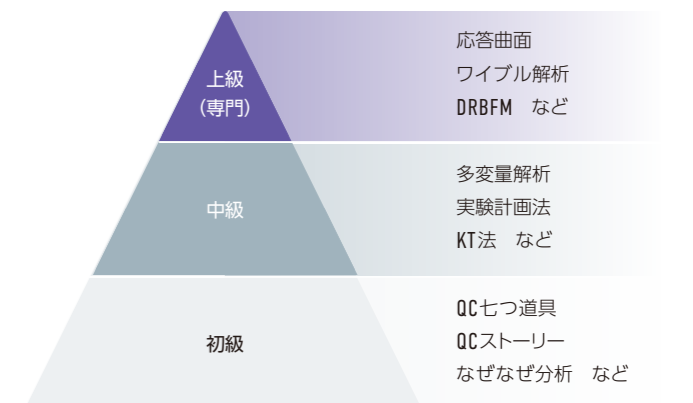 上級
(専門)
応答曲面
ワイブル解析
DRBFM など
中級
多変量解析
実験計画法
KT法 など
初級
QC七つ道具
QCストーリー
なぜなぜ分析 など